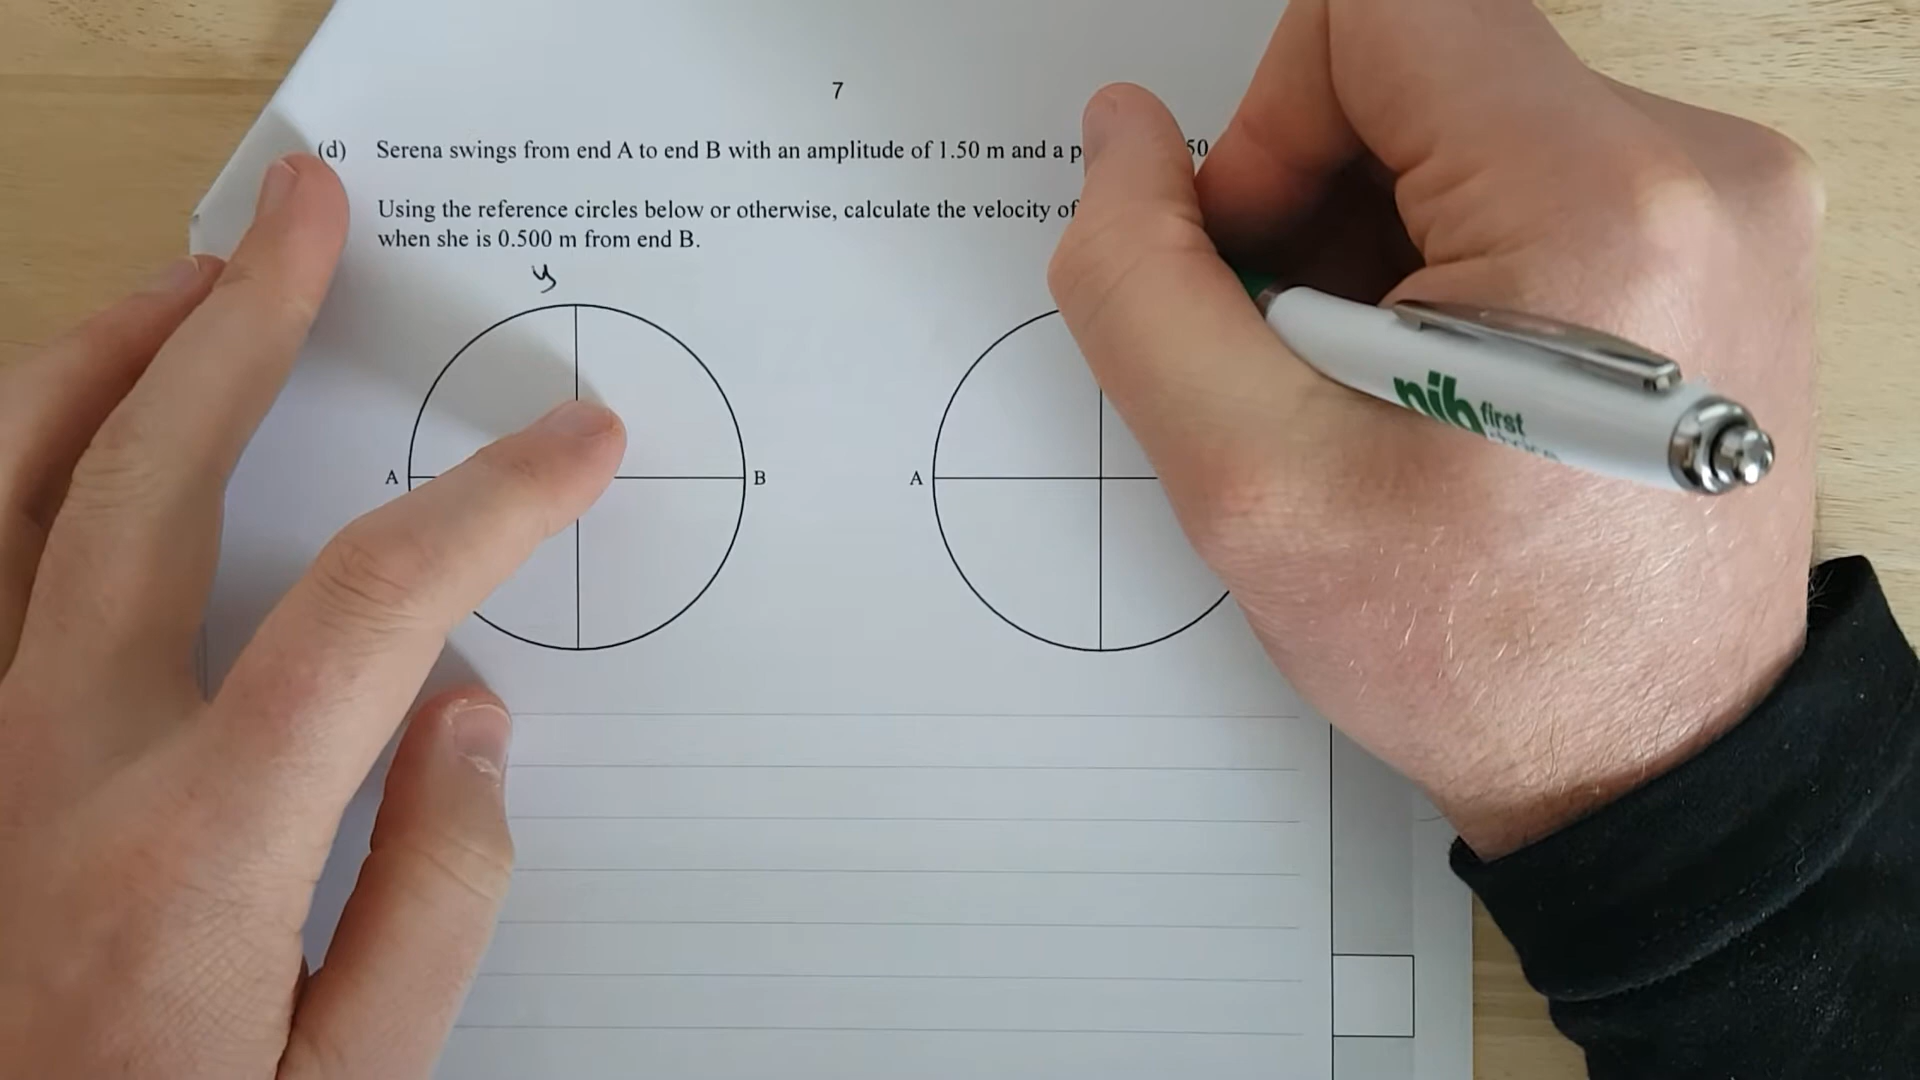 7
(d) Serena swings from end A to end B with an amplitude of 1.50 m and a p 50
Using the reference circles below or otherwise, calculate the velocity of
when she is 0.500 m from end B.
y
A B A
nib first